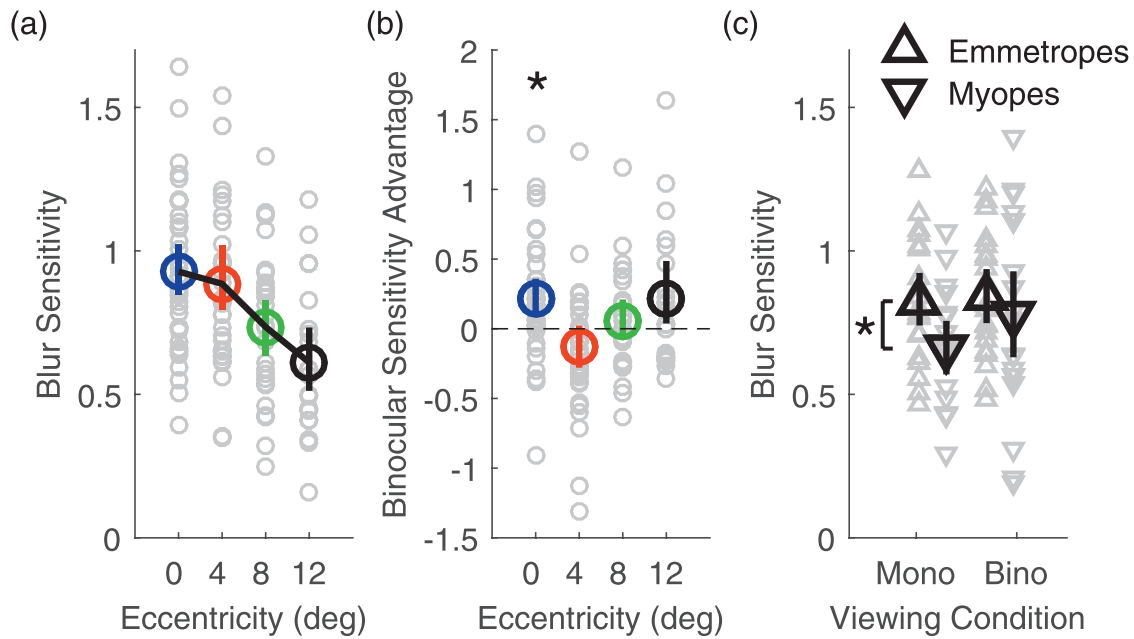 (a)
1.5
1
0.5
0
Blur Sensitivity
0 4 8 12
Eccentricity (deg)
(b)
2
1.5
1
0.5
0
-0.5
-1
-1.5
Binocular Sensitivity Advantage
*
0 4 8 12
Eccentricity (deg)
(c)
Emmetropes
Myopes
1.5
1
0.5
0
Blur Sensitivity
*
Mono Bino
Viewing Condition